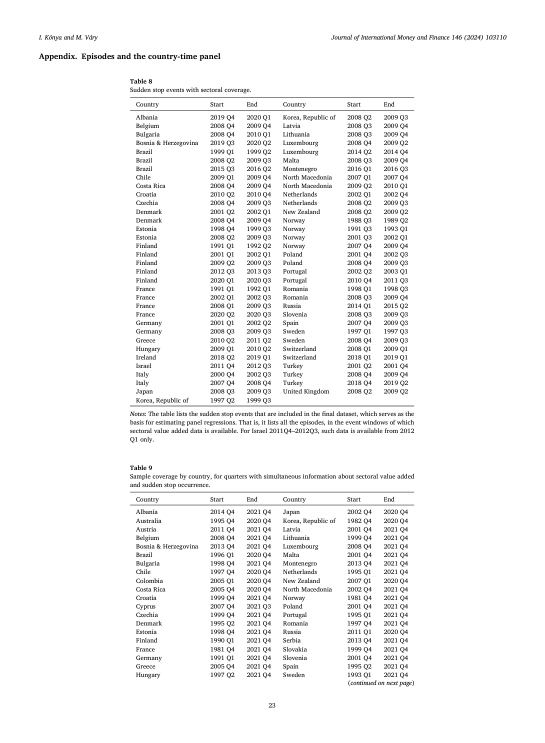 I. Kónya and M. Váry Journal of International Money and Finance 146 (2024) 103110
Appendix. Episodes and the country-time panel
Table 8
Sudden stop events with sectoral coverage.
Country Start End Country Start End
Albania 2019 Q4 2020 Q1 Korea, Republic of 2008 Q2 2009 Q3
Belgium 2008 Q4 2009 Q4 Latvia 2008 Q3 2009 Q4
Bulgaria 2008 Q4 2010 Q1 Lithuania 2008 Q3 2009 Q4
Bosnia & Herzegovina 2019 Q3 2020 Q2 Luxembourg 2008 Q4 2009 Q2
Brazil 1999 Q1 1999 Q2 Luxembourg 2014 Q2 2014 Q4
Brazil 2008 Q2 2009 Q3 Malta 2008 Q3 2009 Q4
Brazil 2015 Q3 2016 Q2 Montenegro 2016 Q1 2016 Q3
Chile 2009 Q1 2009 Q4 North Macedonia 2007 Q1 2007 Q4
Costa Rica 2008 Q4 2009 Q4 North Macedonia 2009 Q2 2010 Q1
Croatia 2010 Q2 2010 Q4 Netherlands 2002 Q1 2002 Q4
Czechia 2008 Q4 2009 Q3 Netherlands 2008 Q2 2009 Q3
Denmark 2001 Q2 2002 Q1 New Zealand 2008 Q2 2009 Q2
Denmark 2008 Q4 2009 Q4 Norway 1988 Q3 1989 Q2
Estonia 1998 Q4 1999 Q3 Norway 1991 Q3 1993 Q1
Estonia 2008 Q2 2009 Q3 Norway 2001 Q3 2002 Q1
Finland 1991 Q1 1992 Q2 Norway 2007 Q4 2009 Q4
Finland 2001 Q1 2002 Q1 Poland 2001 Q4 2002 Q3
Finland 2009 Q2 2009 Q3 Poland 2008 Q4 2009 Q3
Finland 2012 Q3 2013 Q3 Portugal 2002 Q2 2003 Q1
Finland 2020 Q1 2020 Q3 Portugal 2010 Q4 2011 Q3
France 1991 Q1 1992 Q1 Romania 1998 Q1 1998 Q3
France 2002 Q1 2002 Q3 Romania 2008 Q3 2009 Q4
France 2008 Q1 2009 Q3 Russia 2014 Q1 2015 Q2
France 2020 Q2 2020 Q3 Slovenia 2008 Q3 2009 Q3
Germany 2001 Q1 2002 Q2 Spain 2007 Q4 2009 Q3
Germany 2008 Q3 2009 Q3 Sweden 1997 Q1 1997 Q3
Greece 2010 Q2 2011 Q2 Sweden 2008 Q4 2009 Q3
Hungary 2009 Q1 2010 Q2 Switzerland 2008 Q1 2009 Q1
Ireland 2018 Q2 2019 Q1 Switzerland 2018 Q1 2019 Q1
Israel 2011 Q4 2012 Q3 Turkey 2001 Q2 2001 Q4
Italy 2000 Q4 2002 Q3 Turkey 2008 Q4 2009 Q4
Italy 2007 Q4 2008 Q4 Turkey 2018 Q4 2019 Q2
Japan 2008 Q3 2009 Q3 United Kingdom 2008 Q2 2009 Q2
Korea, Republic of 1997 Q2 1999 Q3
Notes: The table lists the sudden stop events that are included in the final dataset, which serves as the
basis for estimating panel regressions. That is, it lists all the episodes, in the event windows of which
sectoral value added data is available. For Israel 2011Q4–2012Q3, such data is available from 2012
Q1 only.
Table 9
Sample coverage by country, for quarters with simultaneous information about sectoral value added
and sudden stop occurrence.
Country Start End Country Start End
Albania 2014 Q4 2021 Q4 Japan 2002 Q4 2020 Q4
Australia 1995 Q4 2020 Q4 Korea, Republic of 1982 Q4 2020 Q4
Austria 2011 Q4 2021 Q4 Latvia 2001 Q4 2021 Q4
Belgium 2008 Q4 2021 Q4 Lithuania 1999 Q4 2021 Q4
Bosnia & Herzegovina 2013 Q4 2021 Q4 Luxembourg 2008 Q4 2021 Q4
Brazil 1996 Q1 2020 Q4 Malta 2001 Q4 2021 Q4
Bulgaria 1998 Q4 2021 Q4 Montenegro 2013 Q4 2021 Q4
Chile 1997 Q4 2020 Q4 Netherlands 1995 Q1 2021 Q4
Colombia 2005 Q1 2020 Q4 New Zealand 2007 Q1 2020 Q4
Costa Rica 2005 Q4 2020 Q4 North Macedonia 2002 Q4 2021 Q4
Croatia 1999 Q4 2021 Q4 Norway 1981 Q4 2021 Q4
Cyprus 2007 Q4 2021 Q3 Poland 2001 Q4 2021 Q4
Czechia 1999 Q4 2021 Q4 Portugal 1995 Q1 2021 Q4
Denmark 1995 Q2 2021 Q4 Romania 1997 Q4 2021 Q4
Estonia 1998 Q4 2021 Q4 Russia 2011 Q1 2020 Q4
Finland 1990 Q1 2021 Q4 Serbia 2013 Q4 2021 Q4
France 1981 Q4 2021 Q4 Slovakia 1999 Q4 2021 Q4
Germany 1991 Q1 2021 Q4 Slovenia 2001 Q4 2021 Q4
Greece 2005 Q4 2021 Q4 Spain 1995 Q2 2021 Q4
Hungary 1997 Q2 2021 Q4 Sweden 1993 Q1 2021 Q4
(continued on next page)
23